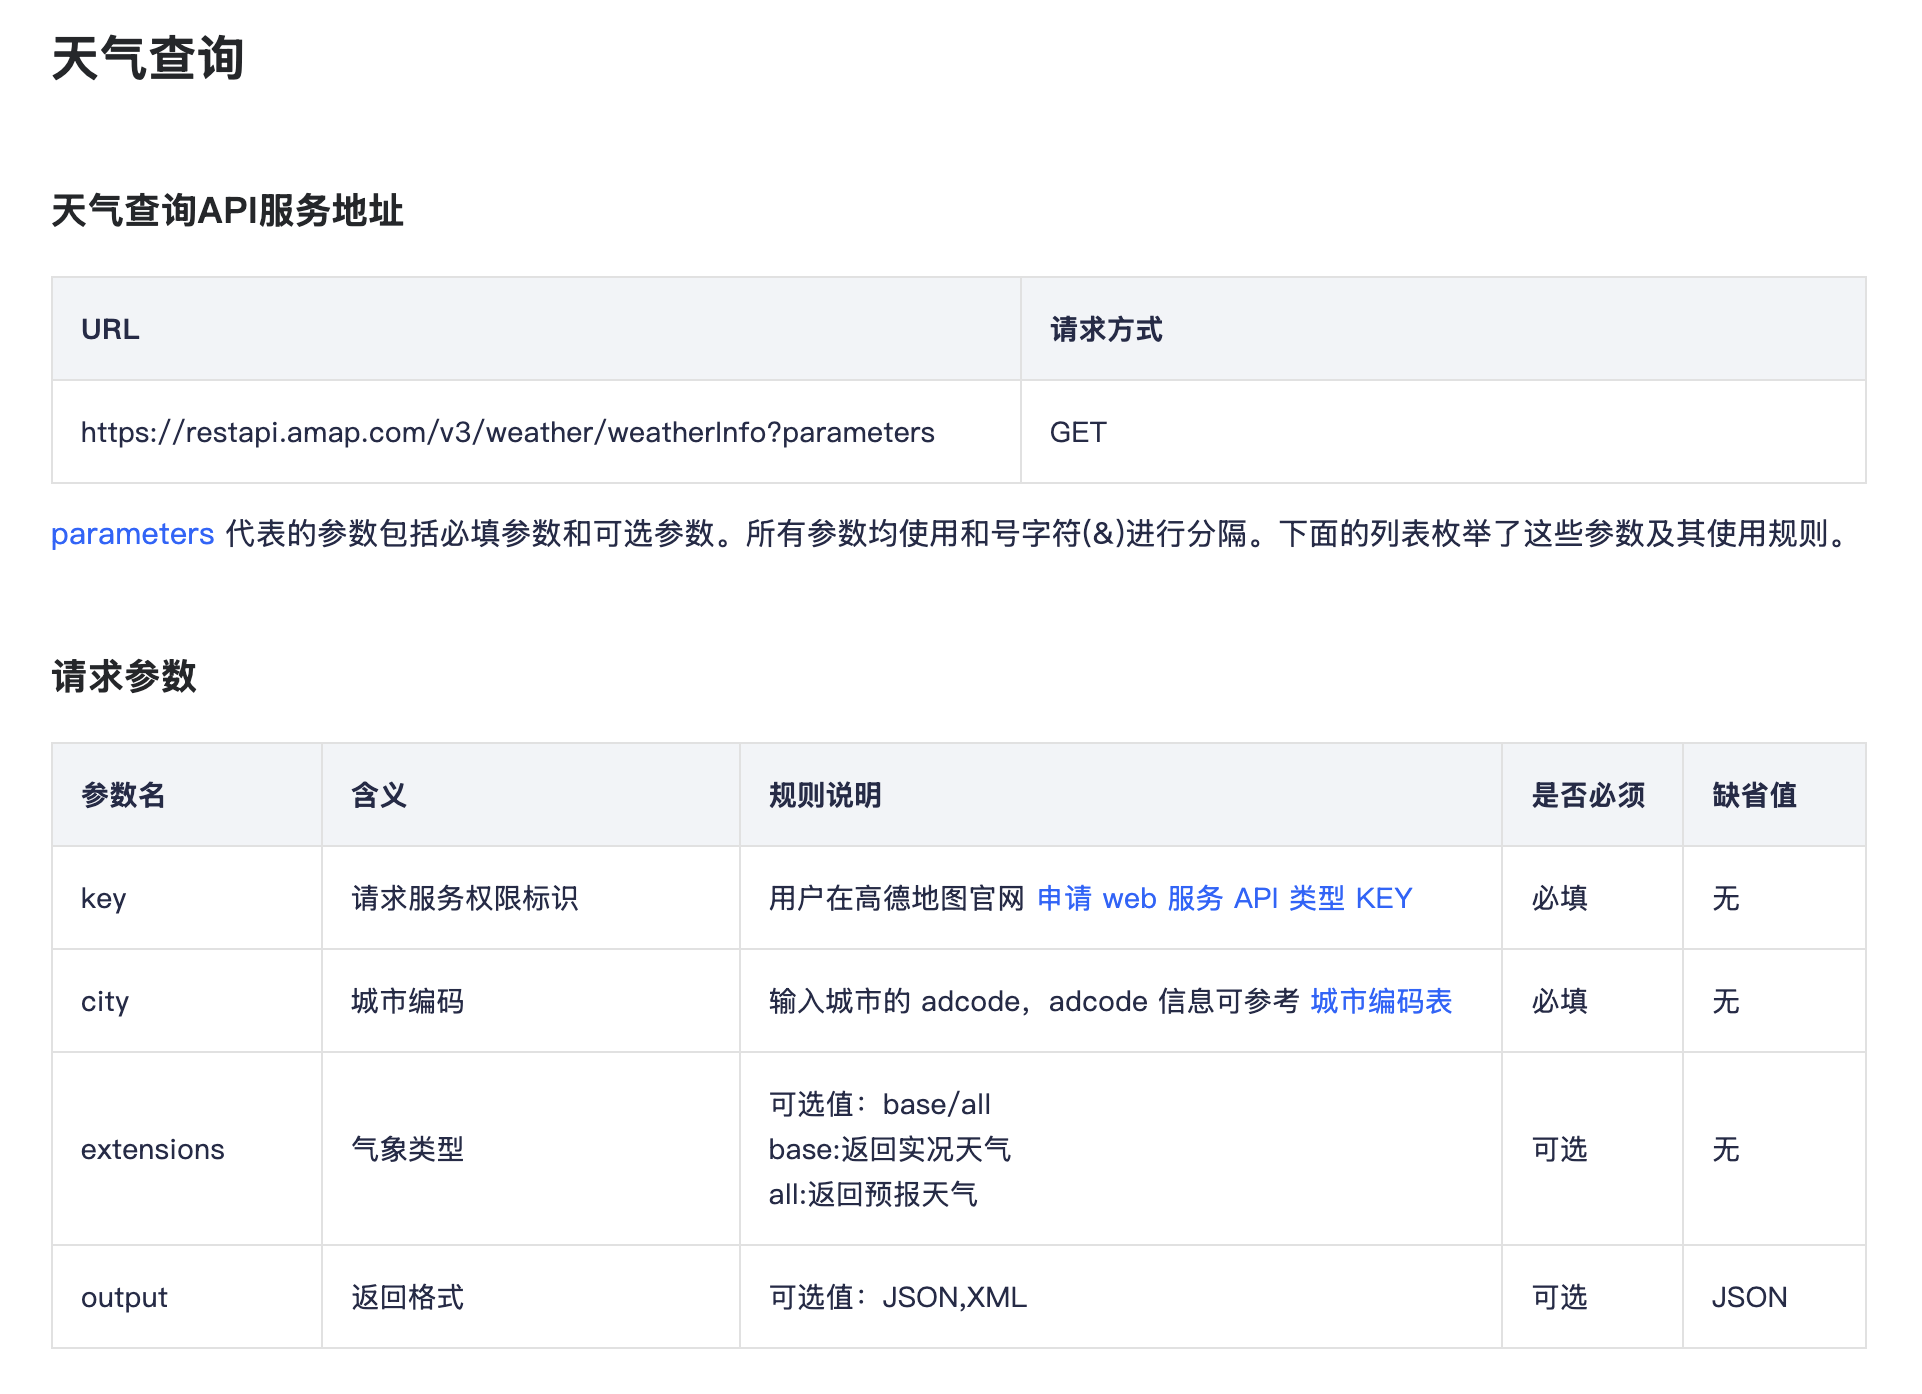 天气查询
天气查询API服务地址
URL 请求方式
https://restapi.amap.com/v3/weather/weatherInfo?parameters GET
parameters 代表的参数包括必填参数和可选参数。所有参数均使用和号字符(&)进行分隔。下面的列表枚举了这些参数及其使用规则。
请求参数
参数名 含义 规则说明 是否必须 缺省值
key 请求服务权限标识 用户在高德地图官网 申请 web 服务 API 类型 KEY 必填 无
city 城市编码 输入城市的 adcode，adcode 信息可参考 城市编码表 必填 无
extensions 气象类型 可选值：base/all
base:返回实况天气
all:返回预报天气 可选 无
output 返回格式 可选值：JSON,XML 可选 JSON